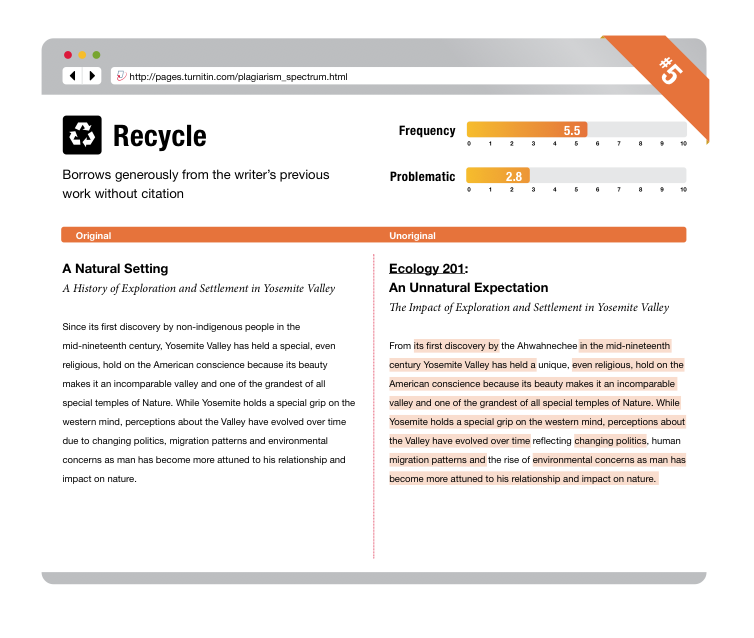 #5
http://pages.turnitin.com/plagiarism_spectrum.html
Recycle
Borrows generously from the writer's previous
work without citation
Frequency
5.5
0 1 2 3 4 5 6 7 8 9 10
Problematic
2.8
0 1 2 3 4 5 6 7 8 9 10
Original
Unoriginal
A Natural Setting
A History of Exploration and Settlement in Yosemite Valley
Since its first discovery by non-indigenous people in the
mid-nineteenth century, Yosemite Valley has held a special, even
religious, hold on the American conscience because its beauty
makes it an incomparable valley and one of the grandest of all
special temples of Nature. While Yosemite holds a special grip on the
western mind, perceptions about the Valley have evolved over time
due to changing politics, migration patterns and environmental
concerns as man has become more attuned to his relationship and
impact on nature.
Ecology 201:
An Unnatural Expectation
The Impact of Exploration and Settlement in Yosemite Valley
From its first discovery by the Ahwahnechee in the mid-nineteenth
century Yosemite Valley has held a unique, even religious, hold on the
American conscience because its beauty makes it an incomparable
valley and one of the grandest of all special temples of Nature. While
Yosemite holds a special grip on the western mind, perceptions about
the Valley have evolved over time reflecting changing politics, human
migration patterns and the rise of environmental concerns as man has
become more attuned to his relationship and impact on nature.